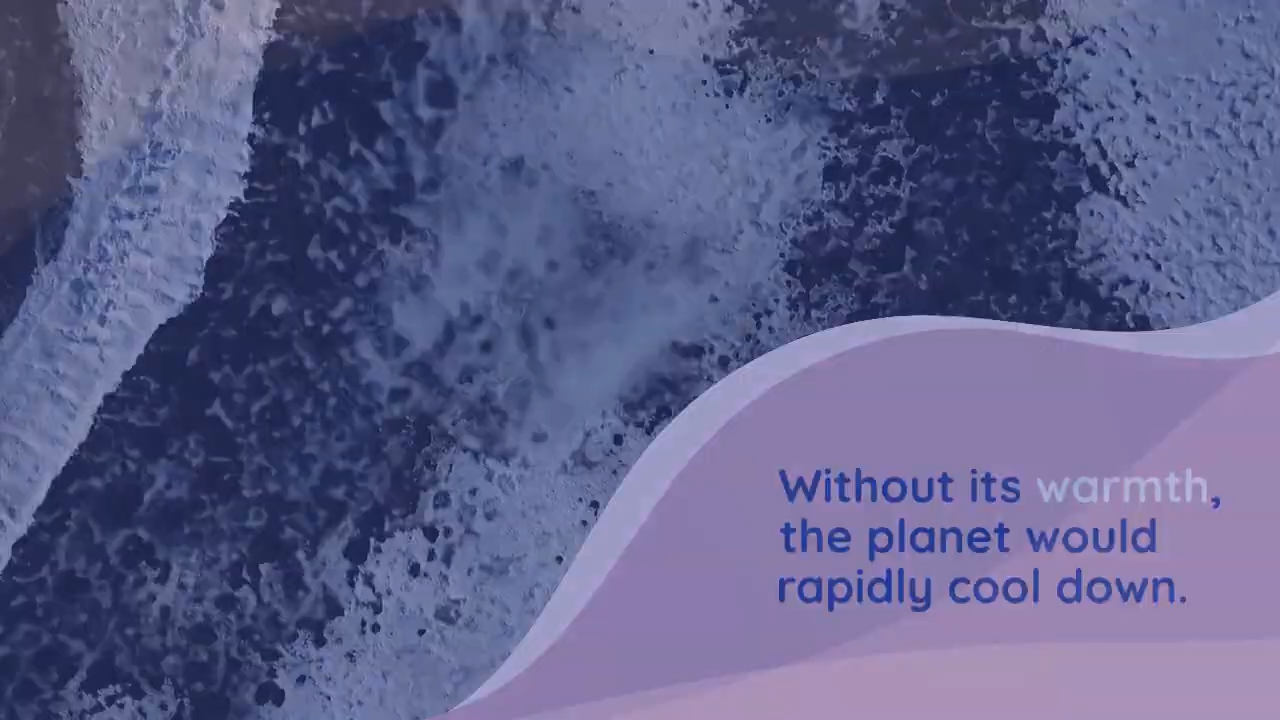 Without its warmth,
the planet would
rapidly cool down.